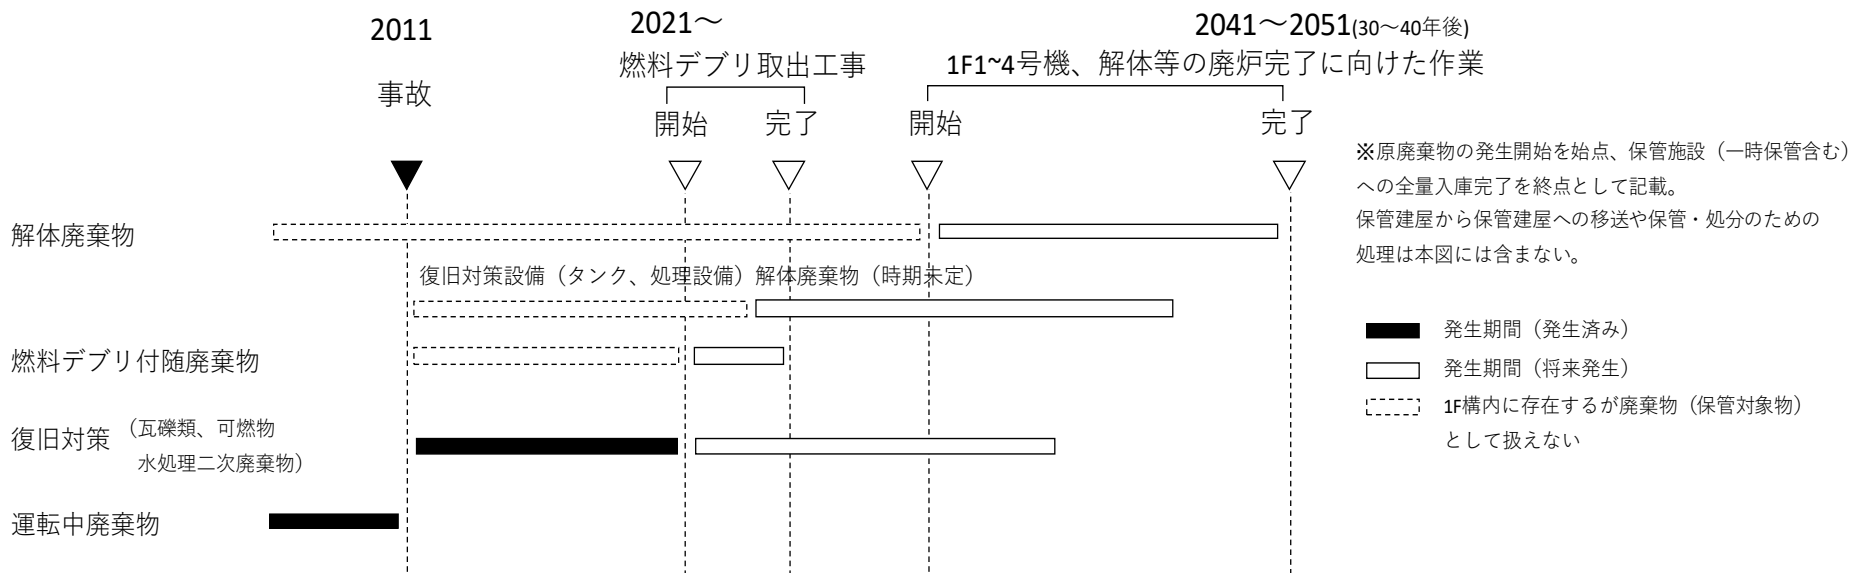 2011
事故
2021～
燃料デブリ取出工事
開始
完了
2041～2051(30～40年後)
1F1~4号機、解体等の廃炉完了に向けた作業
開始
完了
※原廃棄物の発生開始を始点、保管施設（一時保管含む）
への全量入庫完了を終点として記載。
保管建屋から保管建屋への移送や保管・処分のための
処理は本図には含まない。
解体廃棄物
復旧対策設備（タンク、処理設備）解体廃棄物（時期未定）
燃料デブリ付随廃棄物
復旧対策（瓦礫類、可燃物
水処理二次廃棄物）
運転中廃棄物
発生期間（発生済み）
発生期間（将来発生）
1F構内に存在するが廃棄物（保管対象物）
として扱えない